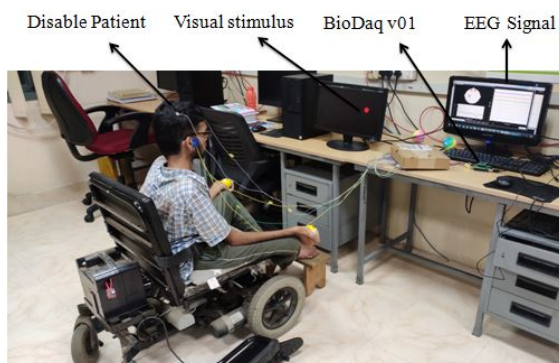 Disable Patient
Visual stimulus
BioDaq v01
EEG Signal